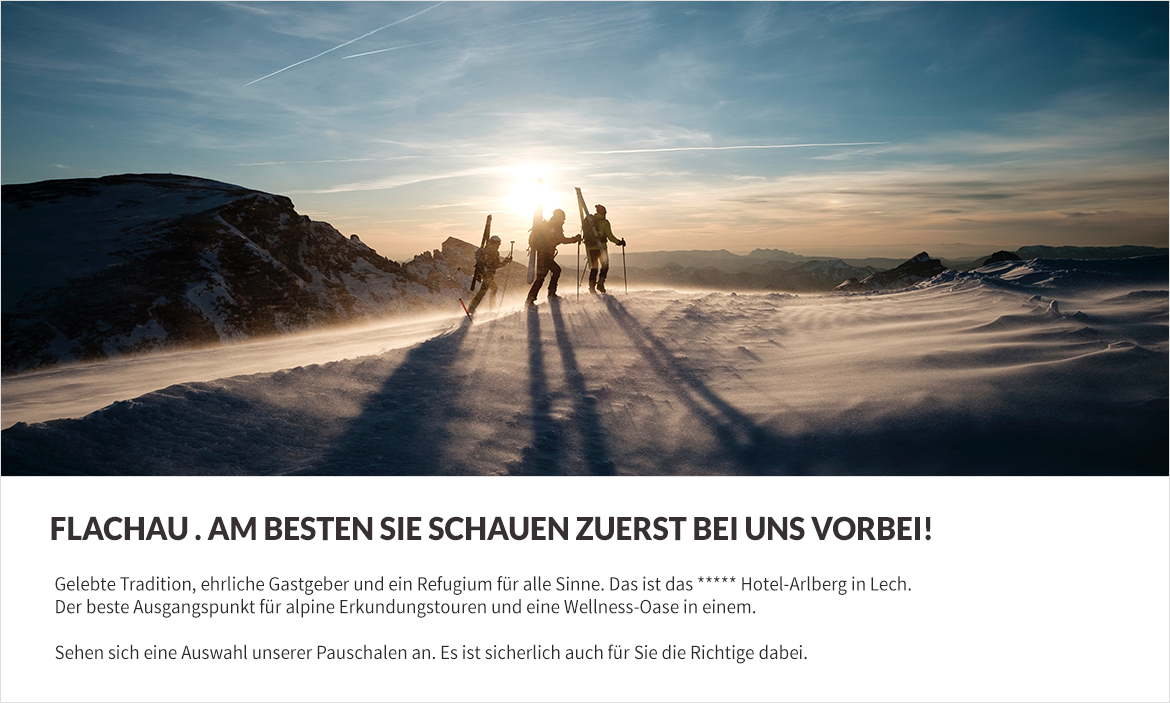 FLACHAU . AM BESTEN SIE SCHAUEN ZUERST BEI UNS VORBEI!
Gelebte Tradition, ehrliche Gastgeber und ein Refugium für alle Sinne. Das ist das ***** Hotel-Arlberg in Lech.
Der beste Ausgangspunkt für alpine Erkundungstouren und eine Wellness-Oase in einem.
Sehen sich eine Auswahl unserer Pauschalen an. Es ist sicherlich auch für Sie die Richtige dabei.